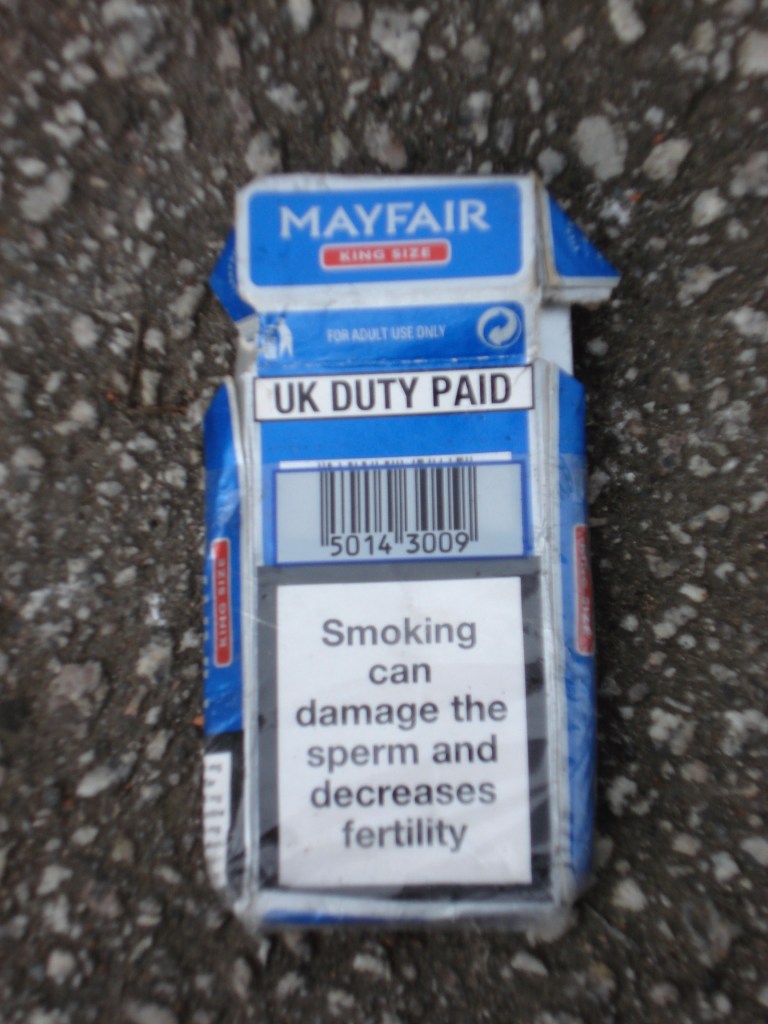 MAYFAIR
KING SIZE
FOR ADULT USE ONLY
UK DUTY PAID
5014 3009
KING SIZE
Smoking
can
damage the
sperm and
decreases
fertility